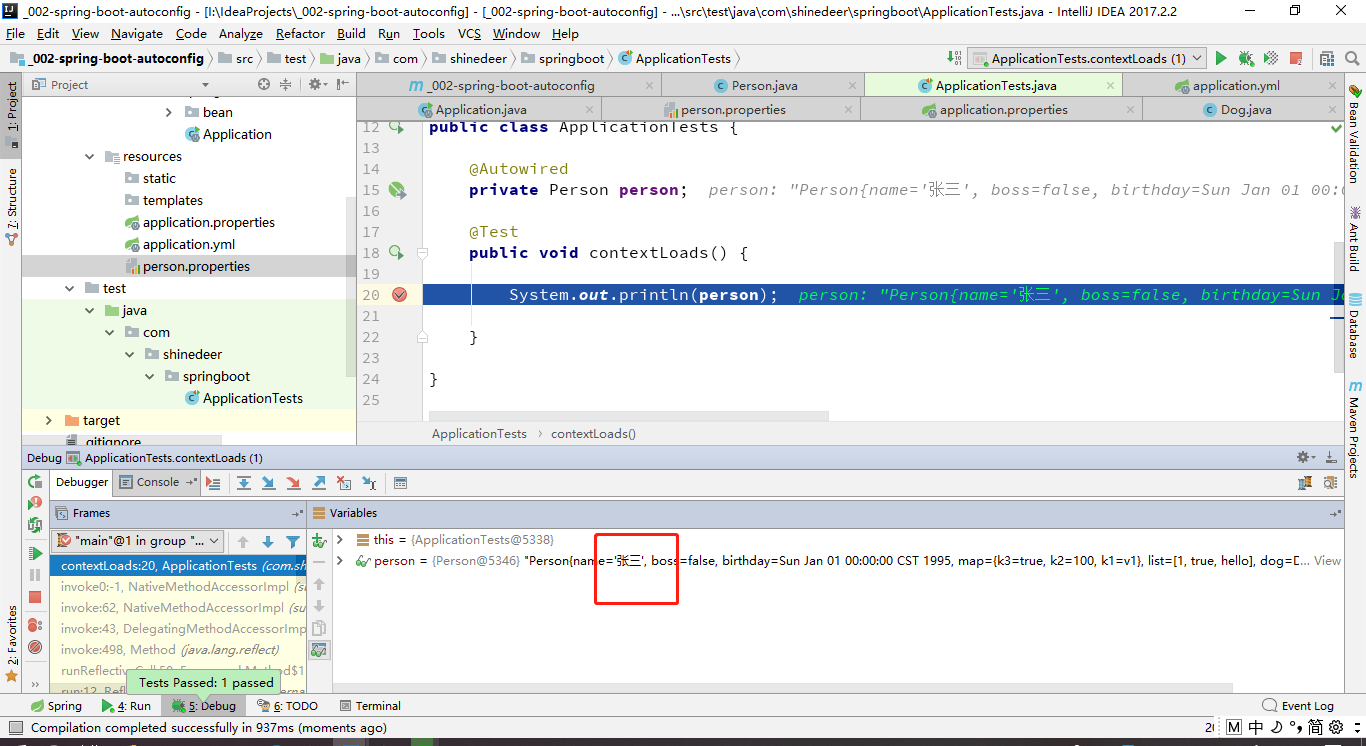 _002-spring-boot-autoconfig - [I:\IdeaProjects\_002-spring-boot-autoconfig] - [_002-spring-boot-autoconfig] - ...\src\test\java\com\shinedeer\springboot\ApplicationTests.java - IntelliJ IDEA 2017.2.2
File Edit View Navigate Code Analyze Refactor Build Run Tools VCS Window Help
_002-spring-boot-autoconfig src test java com shinedeer springboot ApplicationTests ApplicationTests.contextLoads (1)
Project
_002-spring-boot-autoconfig Person.java ApplicationTests.java application.yml
Application.java person.properties application.properties Dog.java
1: Project
7: Structure
2: Favorites
bean
Application
resources
static
templates
application.properties
application.yml
person.properties
test
java
com
shinedeer
springboot
ApplicationTests
target
.gitignore
12 public class ApplicationTests {
13
14 @Autowired
15 private Person person; person: "Person{name='张三', boss=false, birthday=Sun Jan 01 00:
16
17 @Test
18 public void contextLoads() {
19
20 System.out.println(person); person: "Person{name='张三', boss=false, birthday=Sun
21
22 }
23
24 }
25
ApplicationTests contextLoads()
Bean Validation
Ant Build
Database
Maven Projects
Debug ApplicationTests.contextLoads (1)
Debugger Console
Frames
"main"@1 in group "...
contextLoads:20, ApplicationTests (com.sh
invoke0:-1, NativeMethodAccessorImpl (su
invoke:62, NativeMethodAccessorImpl (su
invoke:43, DelegatingMethodAccessorImp
invoke:498, Method (java.lang.reflect)
Variables
this = {ApplicationTests@5338}
person = {Person@5346} "Person{name='张三', boss=false, birthday=Sun Jan 01 00:00:00 CST 1995, map={k3=true, k2=100, k1=v1}, list=[1, true, hello], dog=D... View
Tests Passed: 1 passed
Spring 4: Run 5: Debug 6: TODO Terminal Event Log
Compilation completed successfully in 937ms (moments ago)
M 中 简